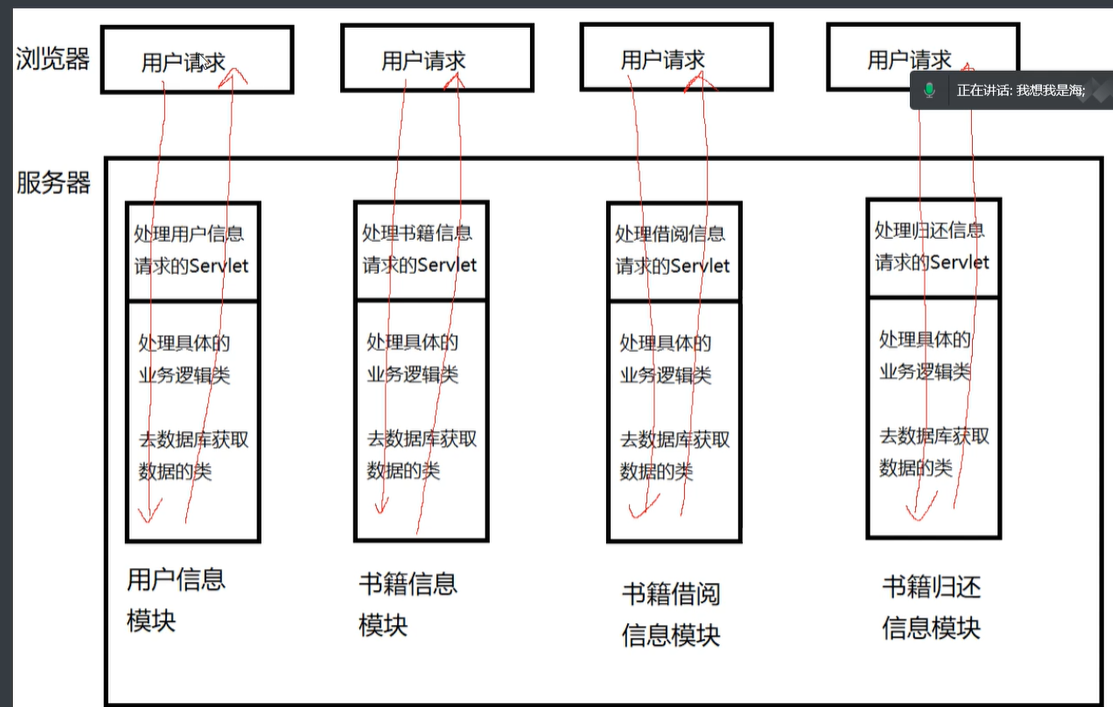 浏览器
用户请求
用户请求
用户请求
用户请求
正在讲话: 我想我是海;
服务器
处理用户信息
请求的Servlet
处理具体的
业务逻辑类
去数据库获取
数据的类
用户信息
模块
处理书籍信息
请求的Servlet
处理具体的
业务逻辑类
去数据库获取
数据的类
书籍信息
模块
处理借阅信息
请求的Servlet
处理具体的
业务逻辑类
去数据库获取
数据的类
书籍借阅
信息模块
处理归还信息
请求的Servlet
处理具体的
业务逻辑类
去数据库获取
数据的类
书籍归还
信息模块